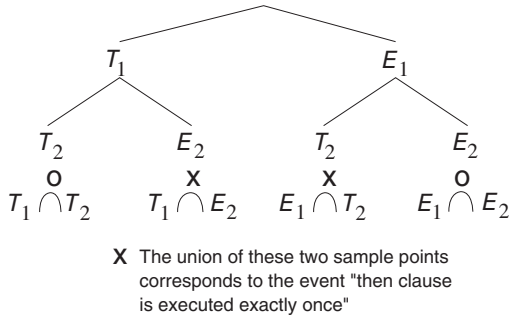 T1 E1
T2 E2 T2 E2
O X X O
T1 ∩ T2 T1 ∩ E2 E1 ∩ T2 E1 ∩ E2
X The union of these two sample points
corresponds to the event "then clause
is executed exactly once"